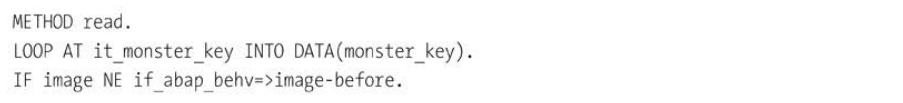 METHOD read.
LOOP AT it_monster_key INTO DATA(monster_key).
IF image NE if_abap_behv=>image-before.